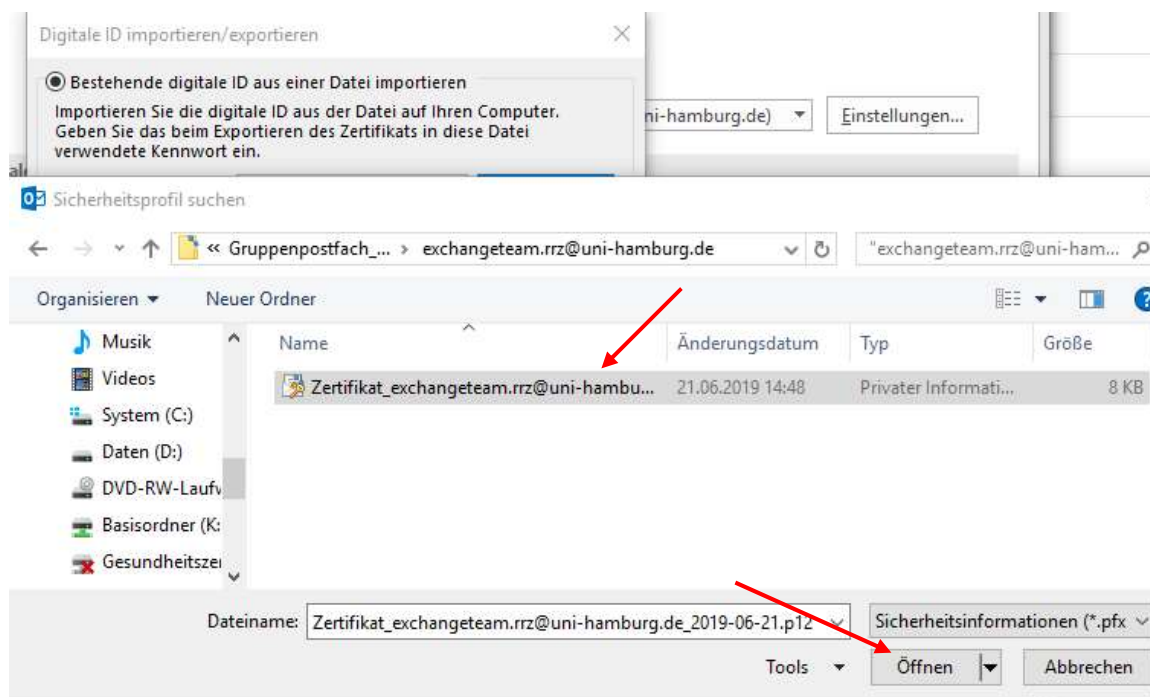 Digitale ID importieren/exportieren
Bestehende digitale ID aus einer Datei importieren
Importieren Sie die digitale ID aus der Datei auf Ihren Computer.
Geben Sie das beim Exportieren des Zertifikats in diese Datei
verwendete Kennwort ein.
ni-hamburg.de) Einstellungen...
Sicherheitsprofil suchen
« Gruppenpostfach_... > exchangeteam.rrz@uni-hamburg.de "exchangeteam.rrz@uni-ham...
Organisieren Neuer Ordner
Musik Name Änderungsdatum Typ Größe
Videos Zertifikat_exchangeteam.rrz@uni-hambu... 21.06.2019 14:48 Privater Informati... 8 KB
System (C:)
Daten (D:)
DVD-RW-Laufw
Basisordner (K:
Gesundheitszei
Dateiname: Zertifikat_exchangeteam.rrz@uni-hamburg.de_2019-06-21.p12 Sicherheitsinformationen (*.pfx
Tools Öffnen Abbrechen